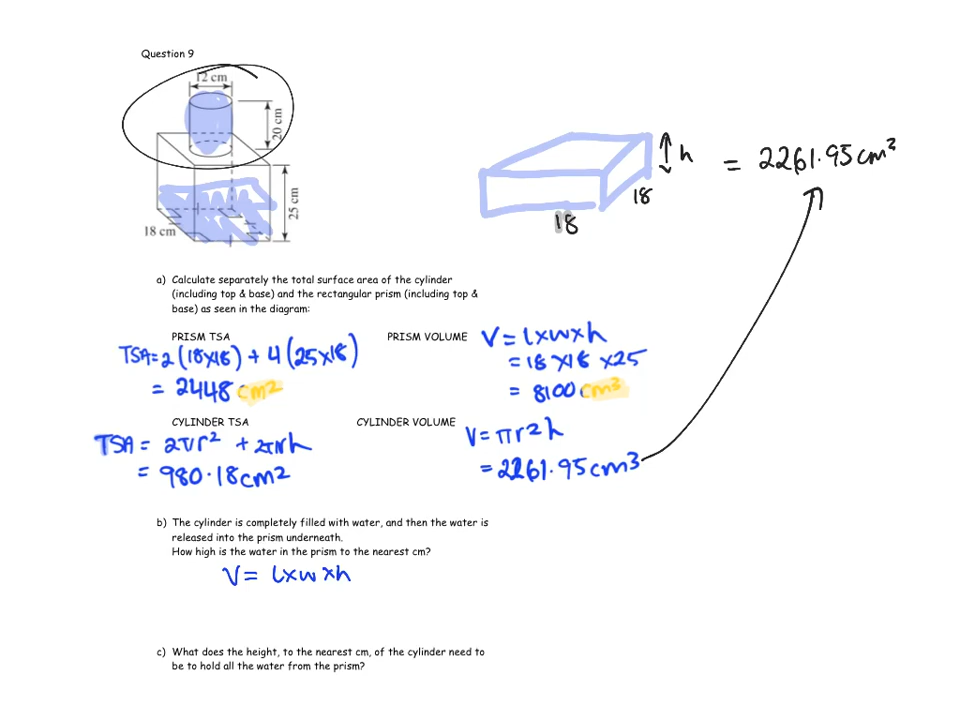 Question 9
12 cm
20 cm
25 cm
18 cm
h
18
18
= 2261.95 cm²
a) Calculate separately the total surface area of the cylinder
(including top & base) and the rectangular prism (including top &
base) as seen in the diagram:
PRISM TSA
TSA = 2 (18×18) + 4 (25×18)
= 2448 cm2
PRISM VOLUME
V = l×w×h
= 18 ×18 ×25
= 8100 cm3
CYLINDER TSA
TSA = 2πr² + 2πrh
= 980.18cm2
CYLINDER VOLUME
V = πr2h
= 2261.95cm3
b) The cylinder is completely filled with water, and then the water is
released into the prism underneath.
How high is the water in the prism to the nearest cm?
V = l×w×h
c) What does the height, to the nearest cm, of the cylinder need to
be to hold all the water from the prism?